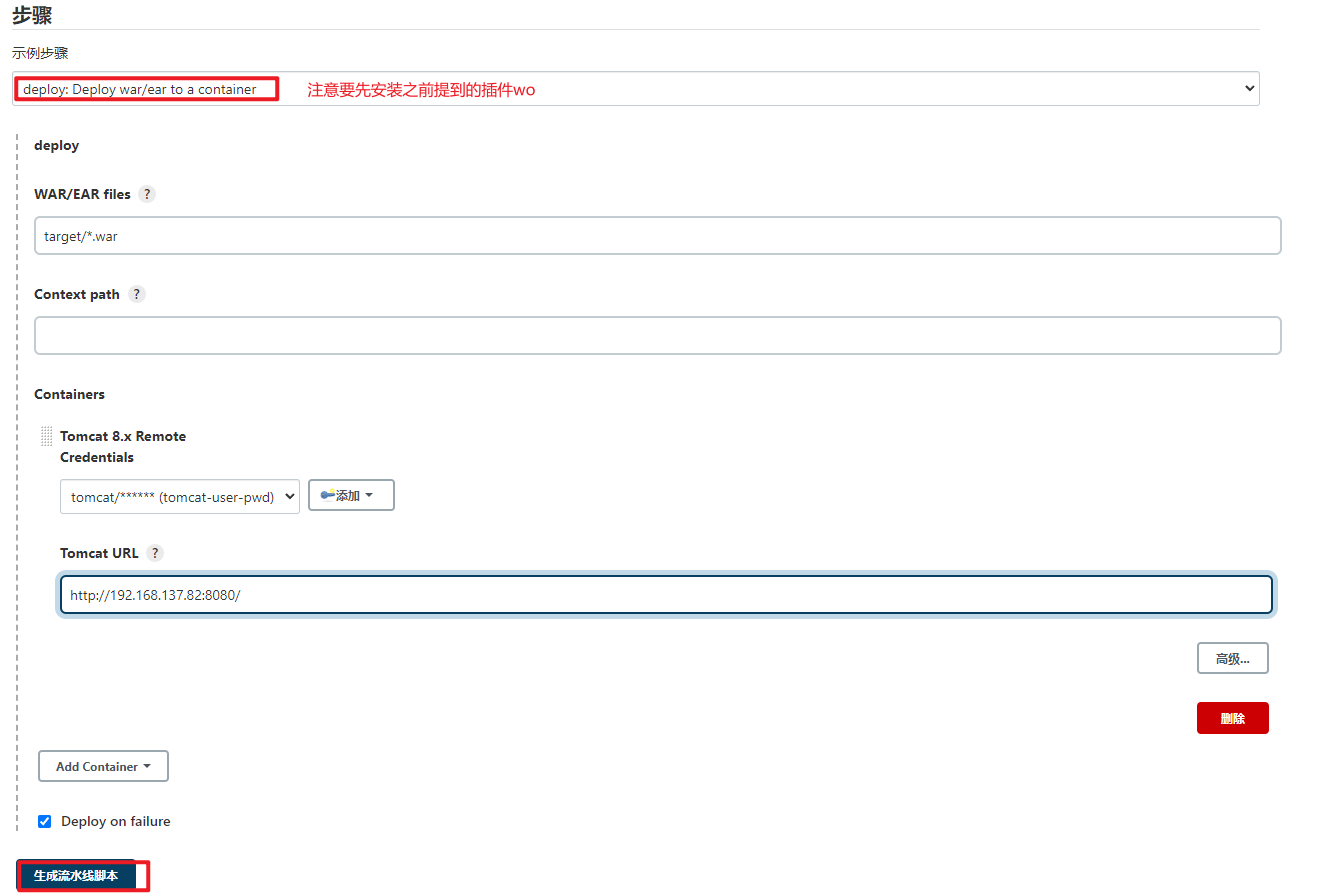 步骤
示例步骤
deploy: Deploy war/ear to a container 注意要先安装之前提到的插件wo
deploy
WAR/EAR files ?
target/*.war
Context path ?
Containers
Tomcat 8.x Remote
Credentials
tomcat/****** (tomcat-user-pwd) 添加
Tomcat URL ?
http://192.168.137.82:8080/
高级...
删除
Add Container
Deploy on failure
生成流水线脚本